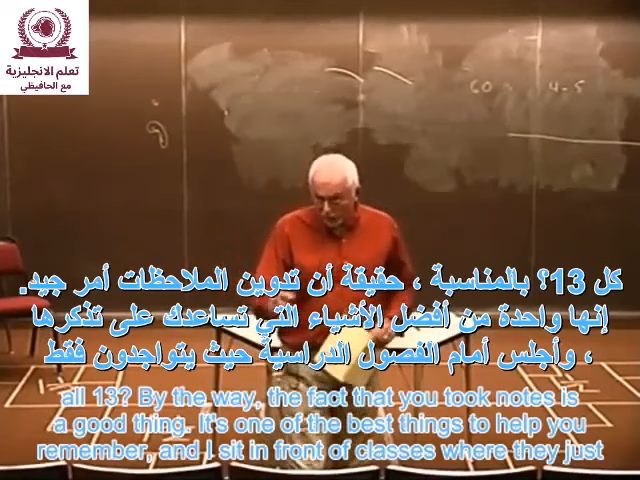 تعلم الانجليزية
مع الحافيظي
60 4-5
كل 13؟ بالمناسبة ، حقيقة أن تدوين الملاحظات أمر جيد.
إنها واحدة من أفضل الأشياء التي تساعدك على تذكرها
، وأجلس أمام الفصول الدراسية حيث يتواجدون فقط
all 13? By the way, the fact that you took notes is
a good thing. It's one of the best things to help you
remember, and I sit in front of classes where they just